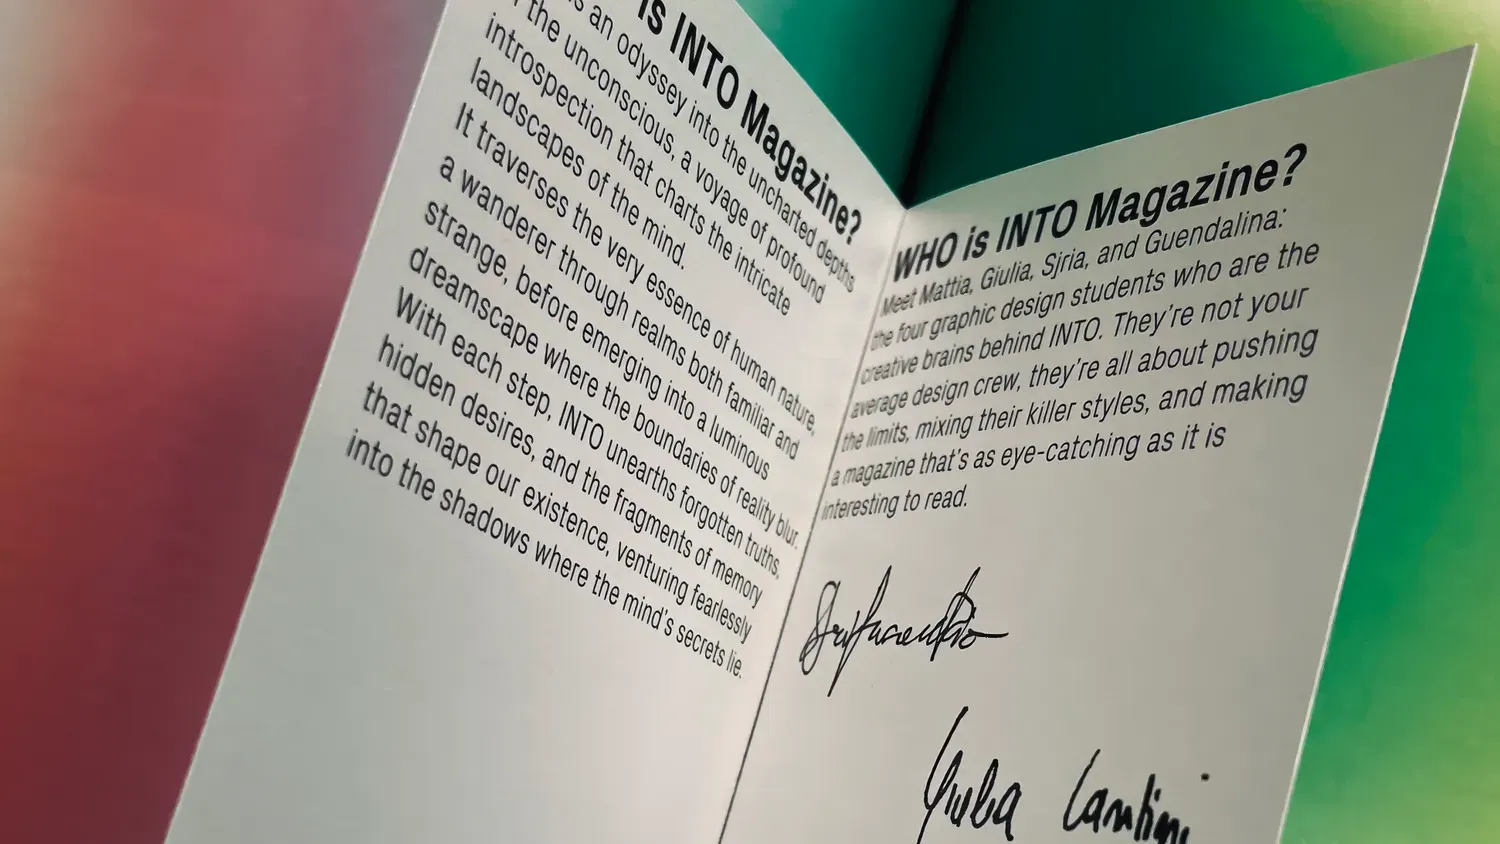 is INTO Magazine?
is an odyssey into the uncharted depths
the unconscious, a voyage of profound
introspection that charts the intricate
landscapes of the mind.
It traverses the very essence of human nature,
a wanderer through realms both familiar and
strange, before emerging into a luminous
dreamscape where the boundaries of reality blur.
With each step, INTO unearths forgotten truths,
hidden desires, and the fragments of memory
that shape our existence, venturing fearlessly
into the shadows where the mind's secrets lie.
WHO is INTO Magazine?
Meet Mattia, Giulia, Sjria, and Guendalina:
the four graphic design students who are the
creative brains behind INTO. They're not your
average design crew, they're all about pushing
the limits, mixing their killer styles, and making
a magazine that's as eye-catching as it is
interesting to read.
Giulia